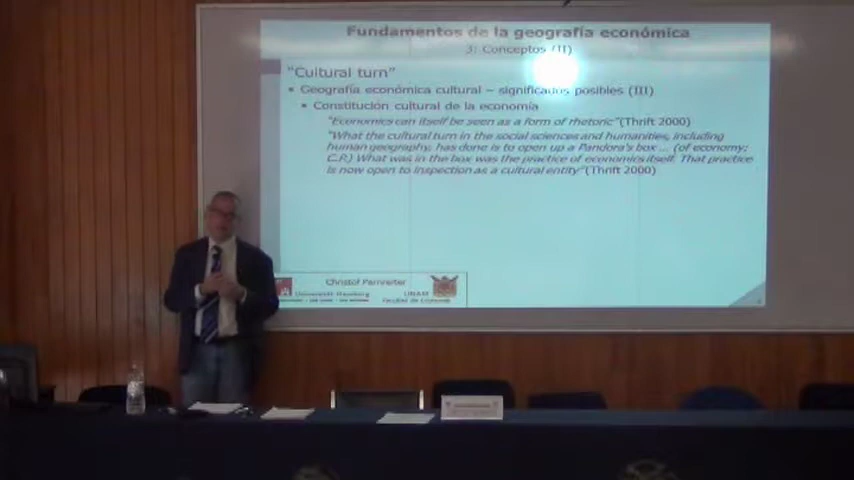 Fundamentos de la geografía económica
3: Conceptos (II)
"Cultural turn"
• Geografía económica cultural – significados posibles (III)
• Constitución cultural de la economía
"Economics can itself be seen as a form of rhetoric" (Thrift 2000)
"What the cultural turn in the social sciences and humanities, including
human geography, has done is to open up a Pandora's box ... (of economy;
C.P.) What was in the box was the practice of economics itself. That practice
is now open to inspection as a cultural entity" (Thrift 2000)
Christof Parnreiter
Universität Hamburg
UNAM
Facultad de Economía